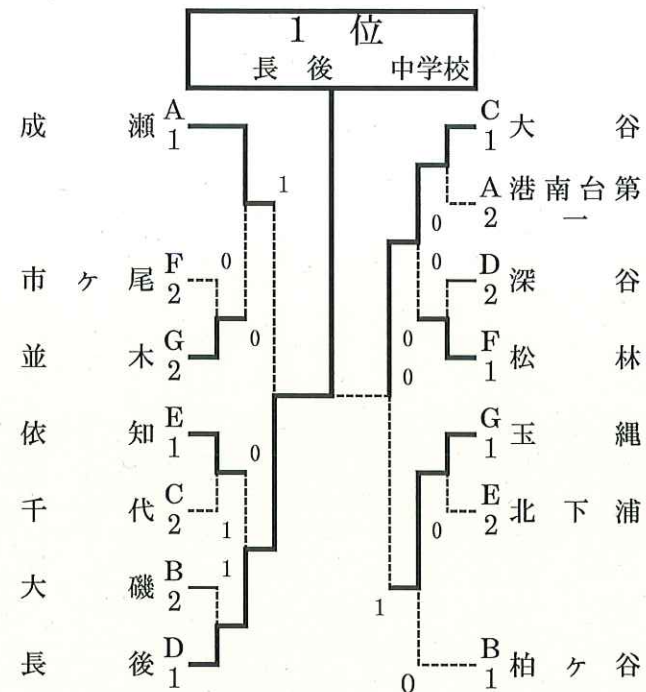 1 位
長 後 中学校
成 瀬 A 1
1
市 ヶ 尾 F 2
0
並 木 G 2
0
依 知 E 1
0
千 代 C 2
1
大 磯 B 2
1
長 後 D 1
C 1 大 谷
A 2 港南台第一
0
D 2 深 谷
0
F 1 松 林
0
0
G 1 玉 縄
E 2 北 下 浦
0
1
B 1 柏 ヶ 谷
0